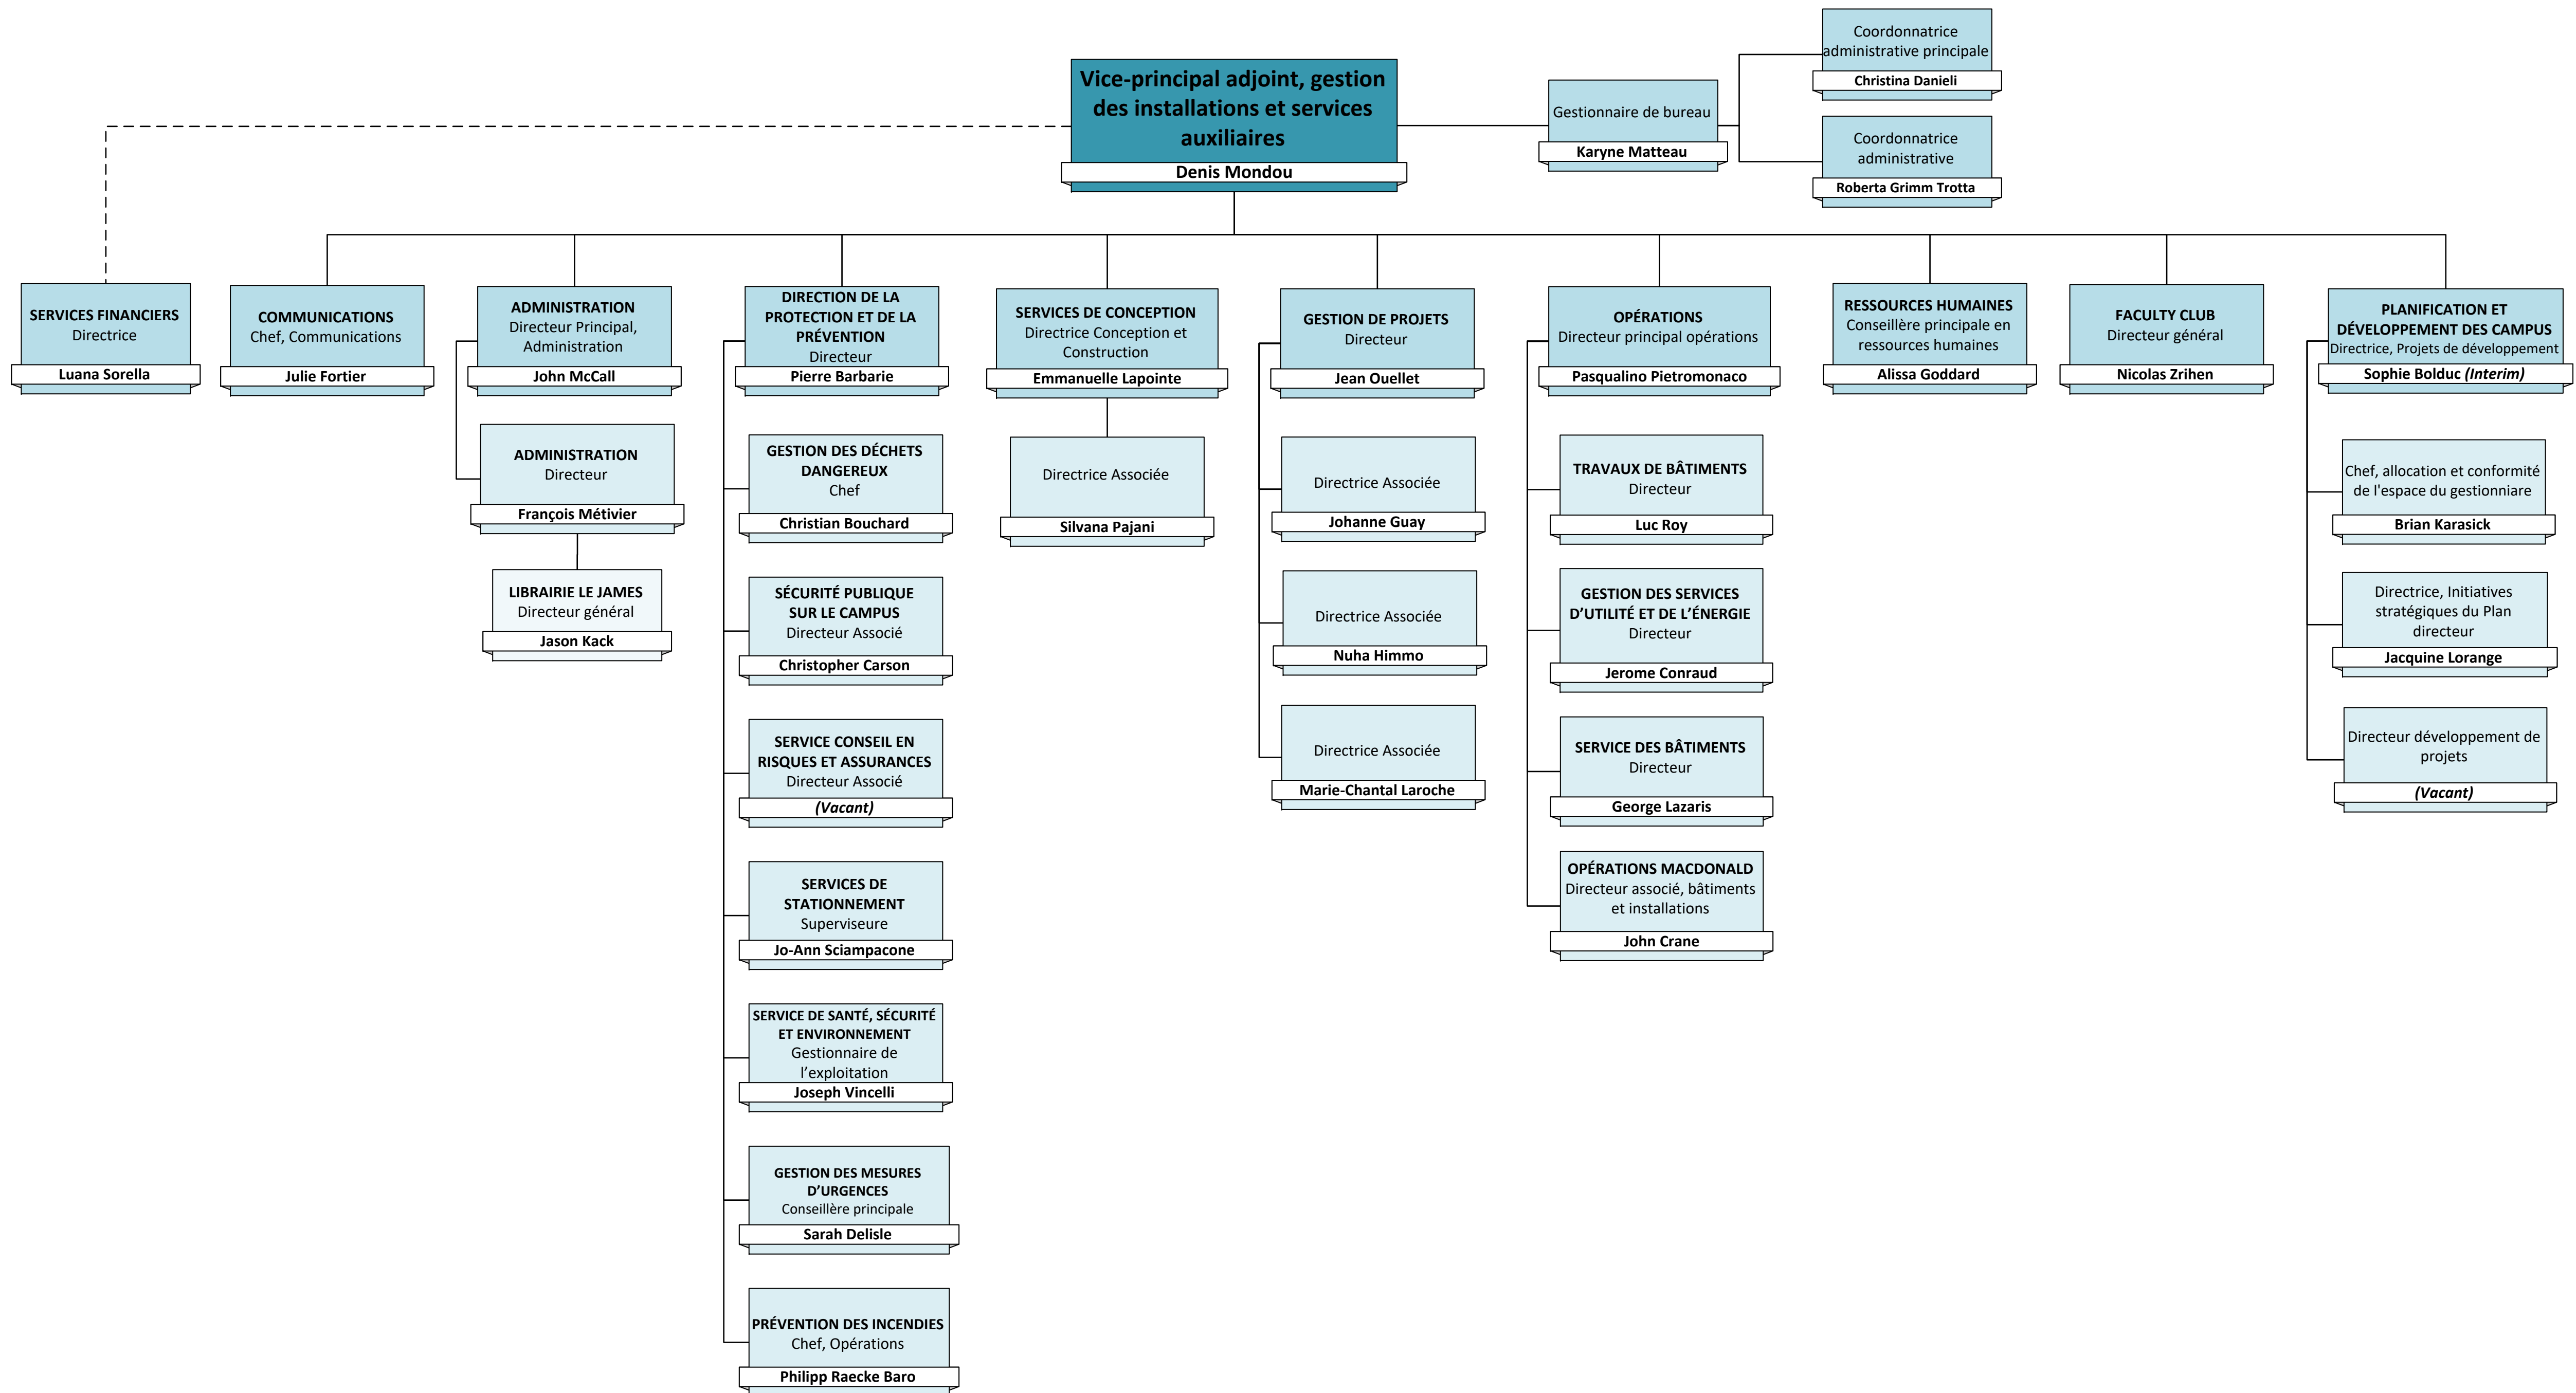 Vice-principal adjoint, gestion
des installations et services
auxiliaires
Denis Mondou
Gestionnaire de bureau
Karyne Matteau
Coordonnatrice
administrative principale
Christina Danieli
Coordonnatrice
administrative
Roberta Grimm Trotta
SERVICES FINANCIERS
Directrice
Luana Sorella
COMMUNICATIONS
Chef, Communications
Julie Fortier
ADMINISTRATION
Directeur Principal,
Administration
John McCall
ADMINISTRATION
Directeur
François Métivier
LIBRAIRIE LE JAMES
Directeur général
Jason Kack
DIRECTION DE LA
PROTECTION ET DE LA
PRÉVENTION
Directeur
Pierre Barbarie
GESTION DES DÉCHETS
DANGEREUX
Chef
Christian Bouchard
SÉCURITÉ PUBLIQUE
SUR LE CAMPUS
Directeur Associé
Christopher Carson
SERVICE CONSEIL EN
RISQUES ET ASSURANCES
Directeur Associé
(Vacant)
SERVICES DE
STATIONNEMENT
Superviseure
Jo-Ann Sciampacone
SERVICE DE SANTÉ, SÉCURITÉ
ET ENVIRONNEMENT
Gestionnaire de
l’exploitation
Joseph Vincelli
GESTION DES MESURES
D’URGENCES
Conseillère principale
Sarah Delisle
PRÉVENTION DES INCENDIES
Chef, Opérations
Philipp Raecke Baro
SERVICES DE CONCEPTION
Directrice Conception et
Construction
Emmanuelle Lapointe
Directrice Associée
Silvana Pajani
GESTION DE PROJETS
Directeur
Jean Ouellet
Directrice Associée
Johanne Guay
Directrice Associée
Nuha Himmo
Directrice Associée
Marie-Chantal Laroche
OPÉRATIONS
Directeur principal opérations
Pasqualino Pietromonaco
TRAVAUX DE BÂTIMENTS
Directeur
Luc Roy
GESTION DES SERVICES
D’UTILITÉ ET DE L’ÉNERGIE
Directeur
Jerome Conraud
SERVICE DES BÂTIMENTS
Directeur
George Lazaris
OPÉRATIONS MACDONALD
Directeur associé, bâtiments
et installations
John Crane
RESSOURCES HUMAINES
Conseillère principale en
ressources humaines
Alissa Goddard
FACULTY CLUB
Directeur général
Nicolas Zrihen
PLANIFICATION ET
DÉVELOPPEMENT DES CAMPUS
Directrice, Projets de développement
Sophie Bolduc (Interim)
Chef, allocation et conformité
de l'espace du gestionniare
Brian Karasick
Directrice, Initiatives
stratégiques du Plan
directeur
Jacquine Lorange
Directeur développement de
projets
(Vacant)